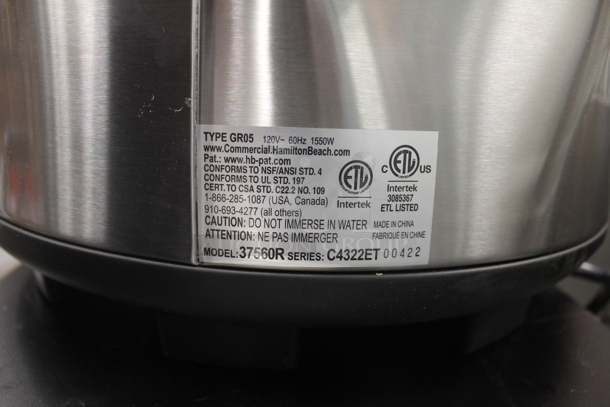 TYPE GR05 120V~ 60Hz 1550W
www.Commercial.HamiltonBeach.com
Pat.: www.hb-pat.com
CONFORMS TO NSF/ANSI STD. 4
CONFORMS TO UL STD. 197
CERT. TO CSA STD. C22.2 NO. 109
1-866-285-1087 (USA, Canada)
910-693-4277 (all others)
CAUTION: DO NOT IMMERSE IN WATER
ATTENTION: NE PAS IMMERGER
MODEL: 37560R SERIES: C4322ET 00422
ETL
Intertek
C ETL US
Intertek
3085367
ETL LISTED
MADE IN CHINA
FABRIQUÉ EN CHINE